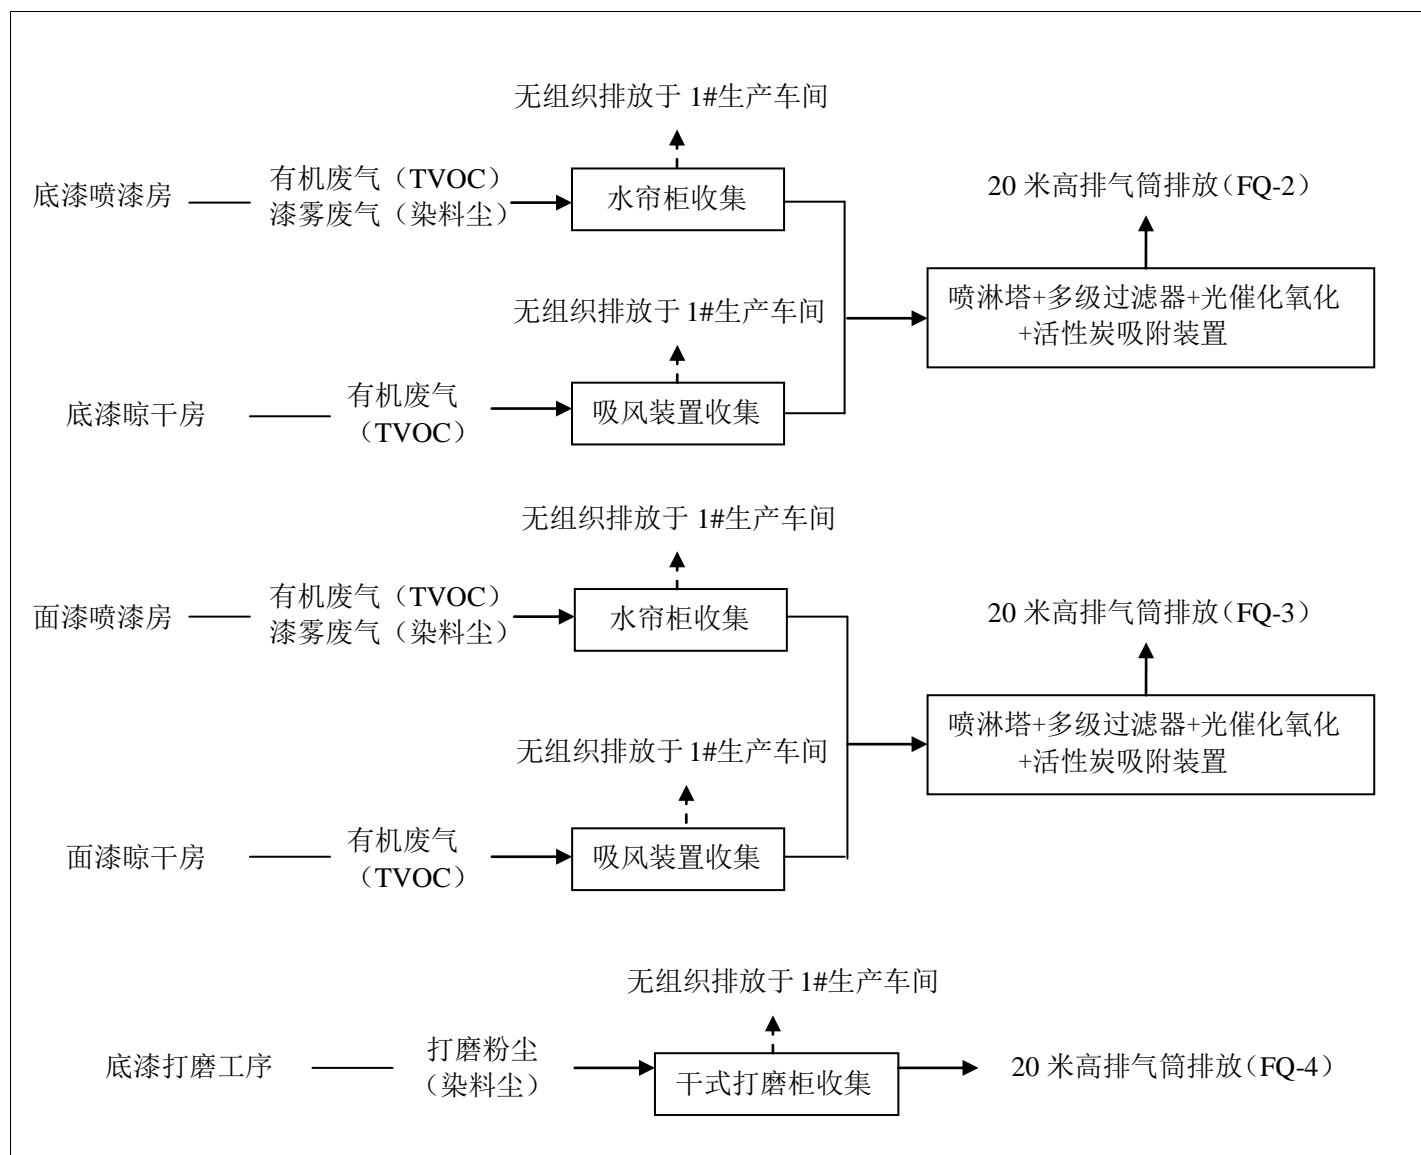 无组织排放于 1#生产车间
底漆喷漆房
有机废气（TVOC）
漆雾废气（染料尘）
水帘柜收集
20 米高排气筒排放（FQ-2）
无组织排放于 1#生产车间
喷淋塔+多级过滤器+光催化氧化
+活性炭吸附装置
底漆晾干房
有机废气
（TVOC）
吸风装置收集
无组织排放于 1#生产车间
面漆喷漆房
有机废气（TVOC）
漆雾废气（染料尘）
水帘柜收集
20 米高排气筒排放（FQ-3）
无组织排放于 1#生产车间
喷淋塔+多级过滤器+光催化氧化
+活性炭吸附装置
面漆晾干房
有机废气
（TVOC）
吸风装置收集
无组织排放于 1#生产车间
底漆打磨工序
打磨粉尘
（染料尘）
干式打磨柜收集
20 米高排气筒排放（FQ-4）